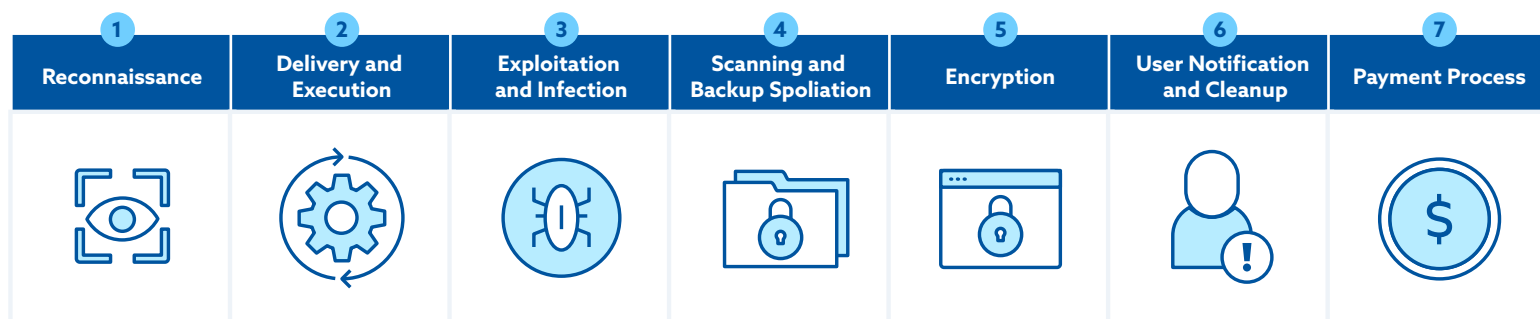 1
Reconnaissance
2
Delivery and
Execution
3
Exploitation
and Infection
4
Scanning and
Backup Spoliation
5
Encryption
6
User Notification
and Cleanup
7
Payment Process
!
$